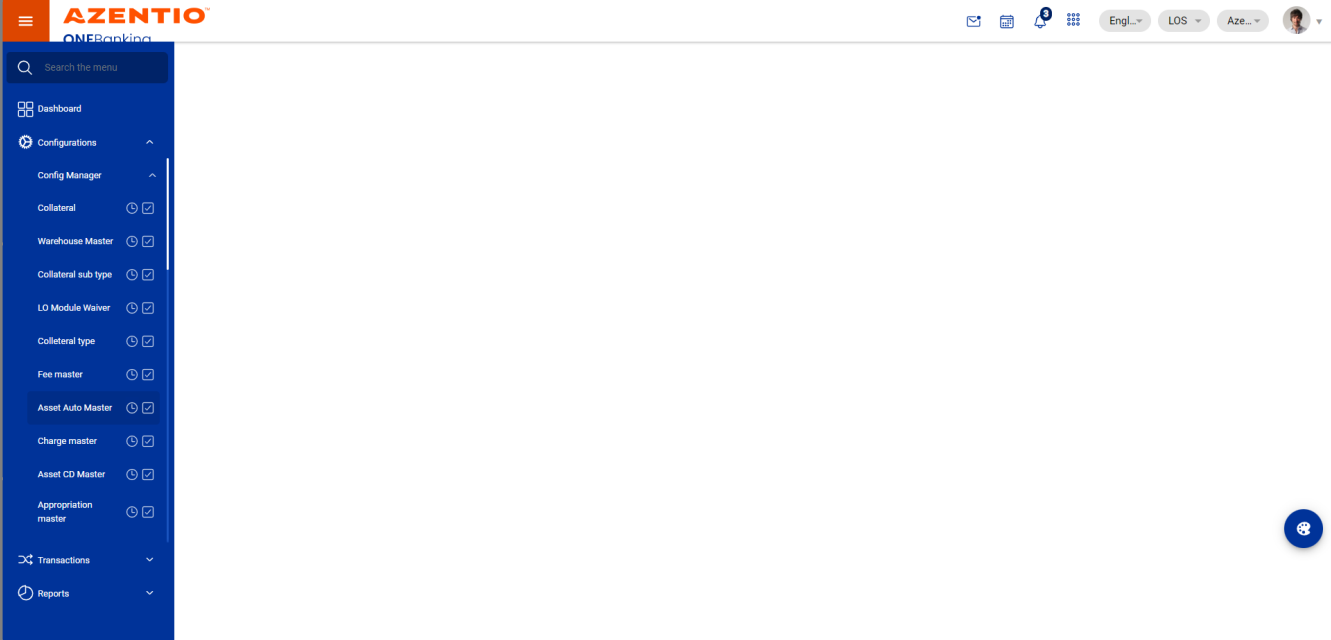 AZENTIO™
ONEBanking
3
Engl...
LOS
Aze...
Search the menu
Dashboard
Configurations
Config Manager
Collateral
Warehouse Master
Collateral sub type
LO Module Waiver
Colleteral type
Fee master
Asset Auto Master
Charge master
Asset CD Master
Appropriation
master
Transactions
Reports